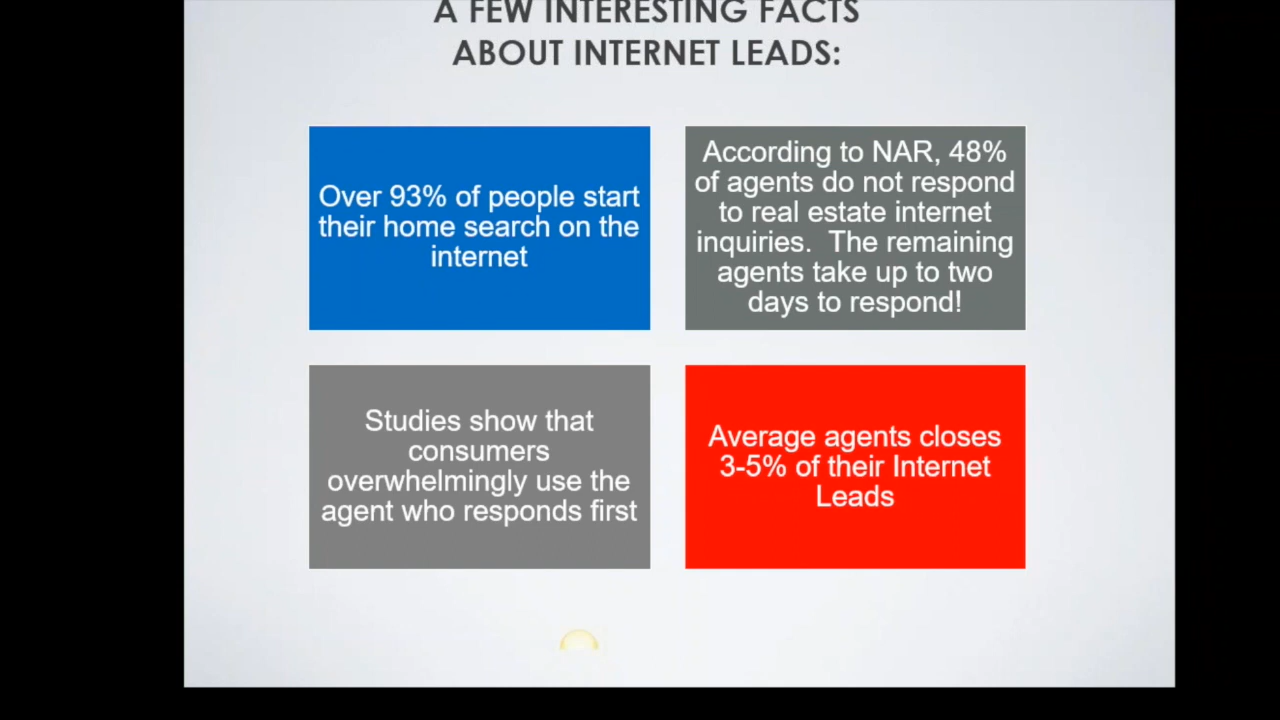 A FEW INTERESTING FACTS
ABOUT INTERNET LEADS:
Over 93% of people start
their home search on the
internet
According to NAR, 48%
of agents do not respond
to real estate internet
inquiries.  The remaining
agents take up to two
days to respond!
Studies show that
consumers
overwhelmingly use the
agent who responds first
Average agents closes
3-5% of their Internet
Leads